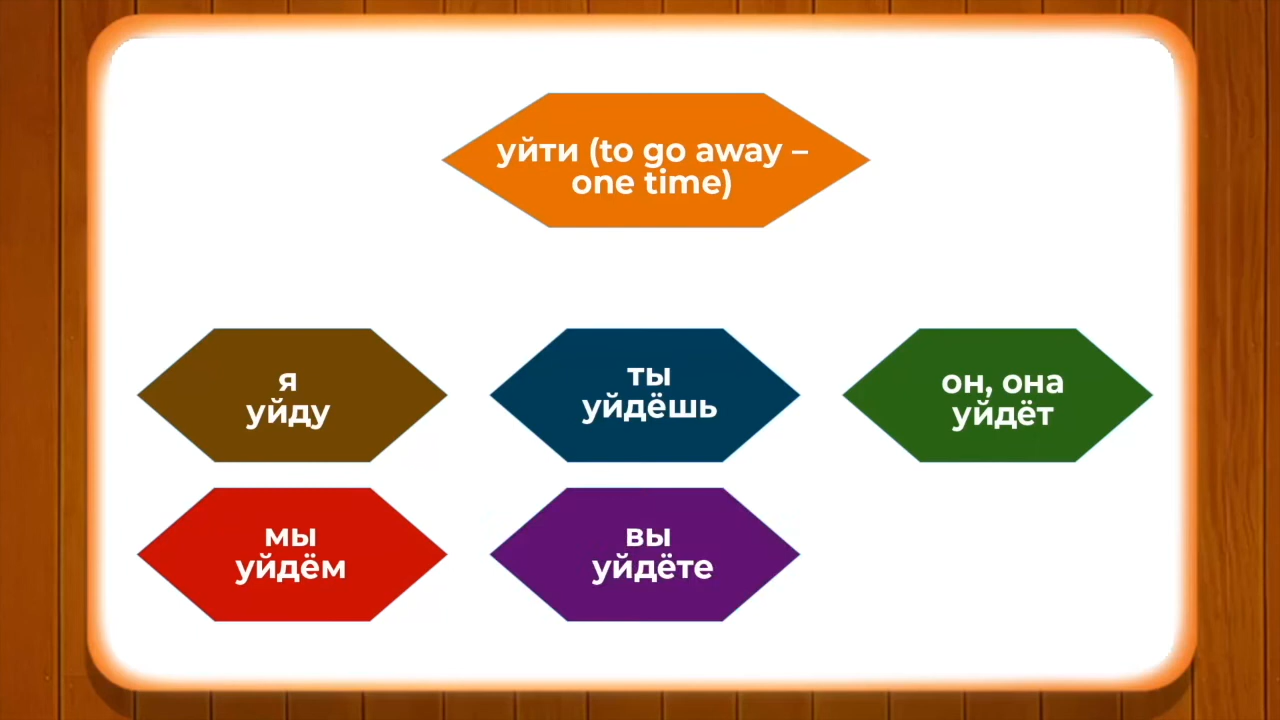 уйти (to go away –
one time)
я
уйду
ты
уйдёшь
он, она
уйдёт
мы
уйдём
вы
уйдёте